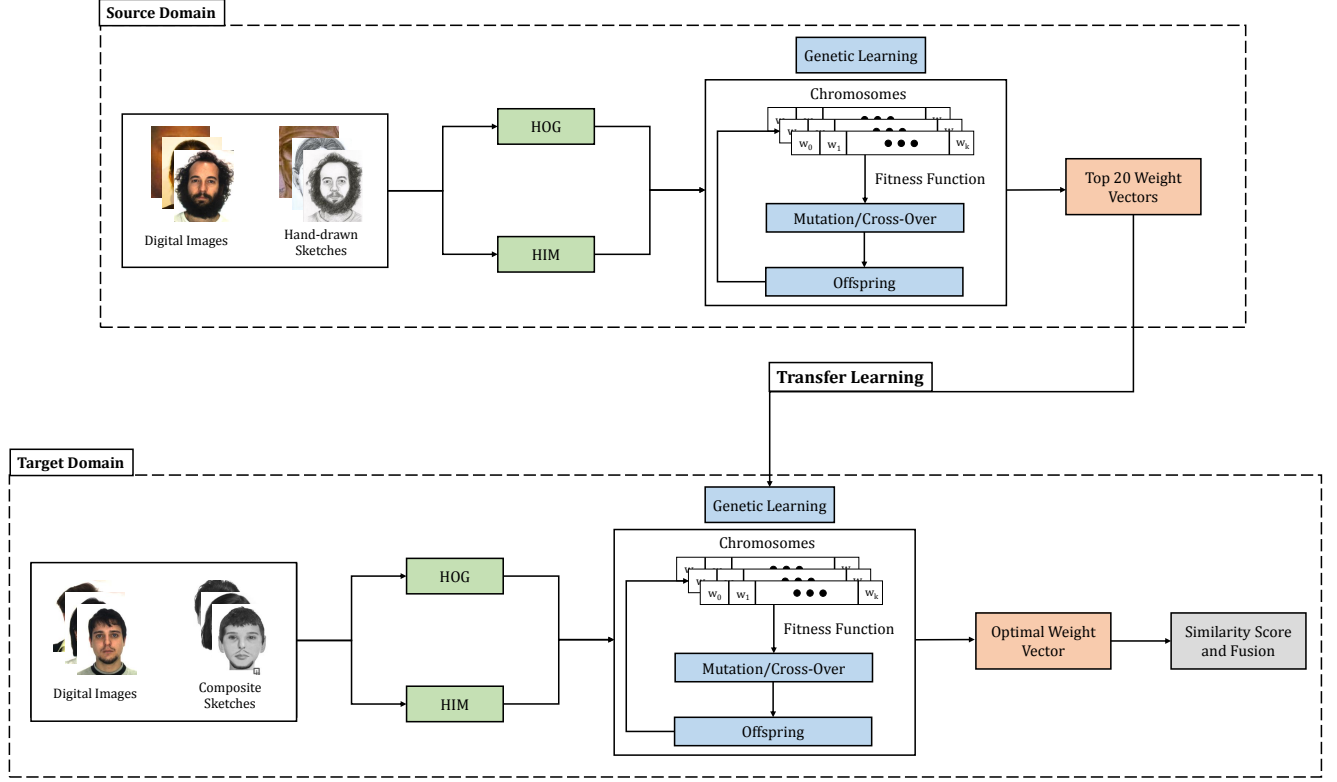 Source Domain
Genetic Learning
Chromosomes
w₀ w₁ ● ● ● wₖ
HOG
Fitness Function
Mutation/Cross-Over
Top 20 Weight
Vectors
Digital Images
Hand-drawn
Sketches
HIM
Offspring
Transfer Learning
Target Domain
Genetic Learning
Chromosomes
w₀ w₁ ● ● ● wₖ
HOG
Fitness Function
Mutation/Cross-Over
Optimal Weight
Vector
Similarity Score
and Fusion
Digital Images
Composite
Sketches
HIM
Offspring